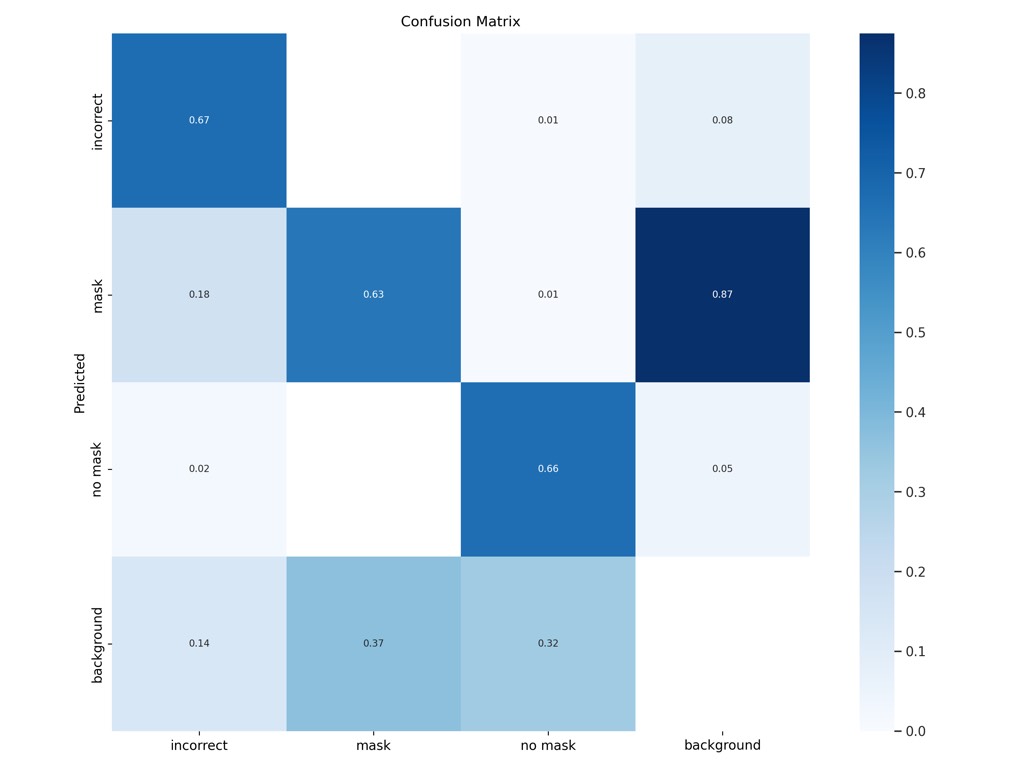 Confusion Matrix
incorrect
0.67
0.01
0.08
0.8
0.7
mask
0.18
0.63
0.01
0.87
0.6
0.5
Predicted
0.4
no mask
0.02
0.66
0.05
0.3
0.2
background
0.14
0.37
0.32
0.1
0.0
incorrect
mask
no mask
background